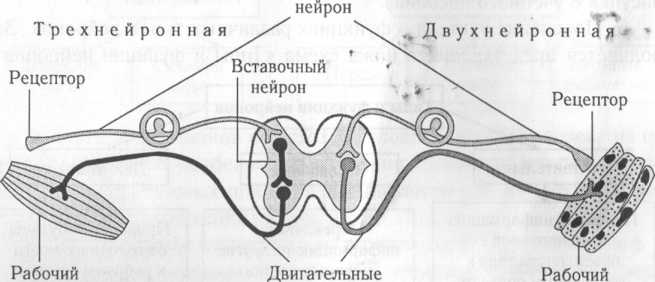 нейрон
Трехнейронная
Двухнейронная
Вставочный
нейрон
Рецептор
Рецептор
Рабочий
Двигательные
Рабочий